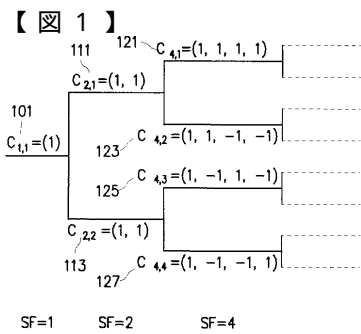 【図1】
101
C1,1=(1)
111
C2,1=(1, 1)
121
C4,1=(1, 1, 1, 1)
123
C4,2=(1, 1, -1, -1)
125
C4,3=(1, -1, 1, -1)
C2,2=(1, 1)
113
127
C4,4=(1, -1, -1, 1)
SF=1 SF=2 SF=4